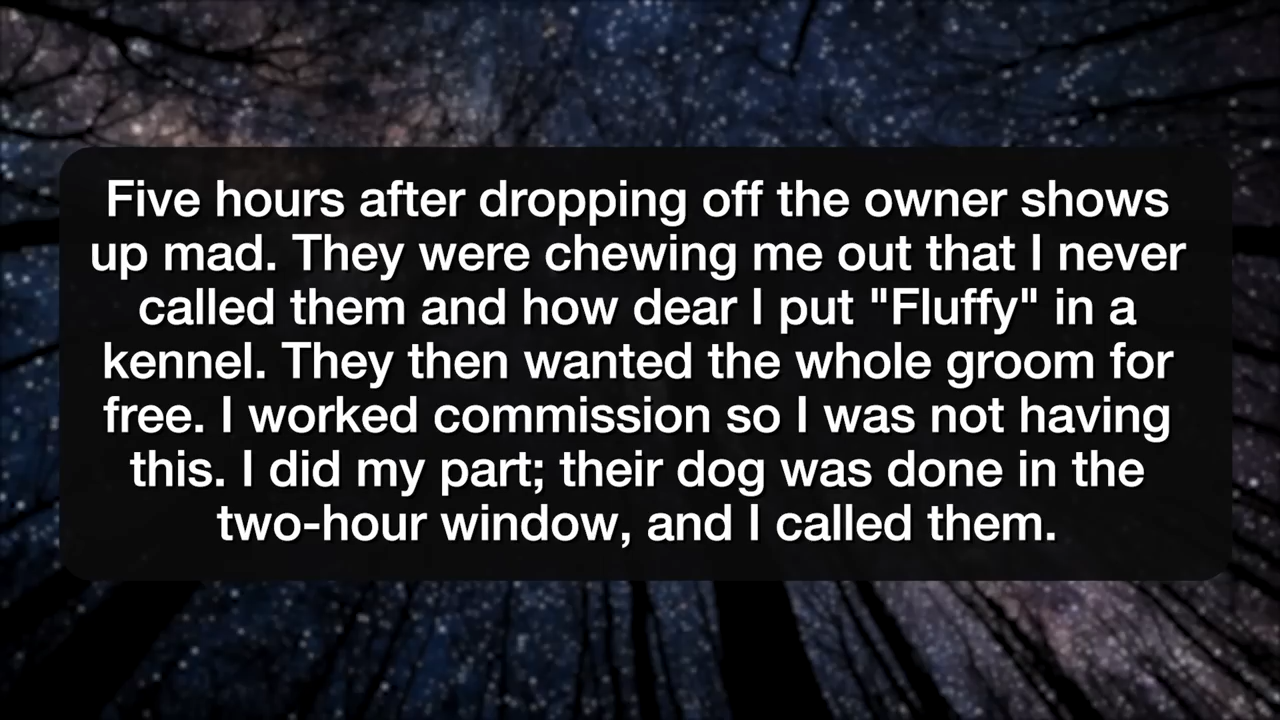 Five hours after dropping off the owner shows
up mad. They were chewing me out that I never
called them and how dear I put "Fluffy" in a
kennel. They then wanted the whole groom for
free. I worked commission so I was not having
this. I did my part; their dog was done in the
two-hour window, and I called them.